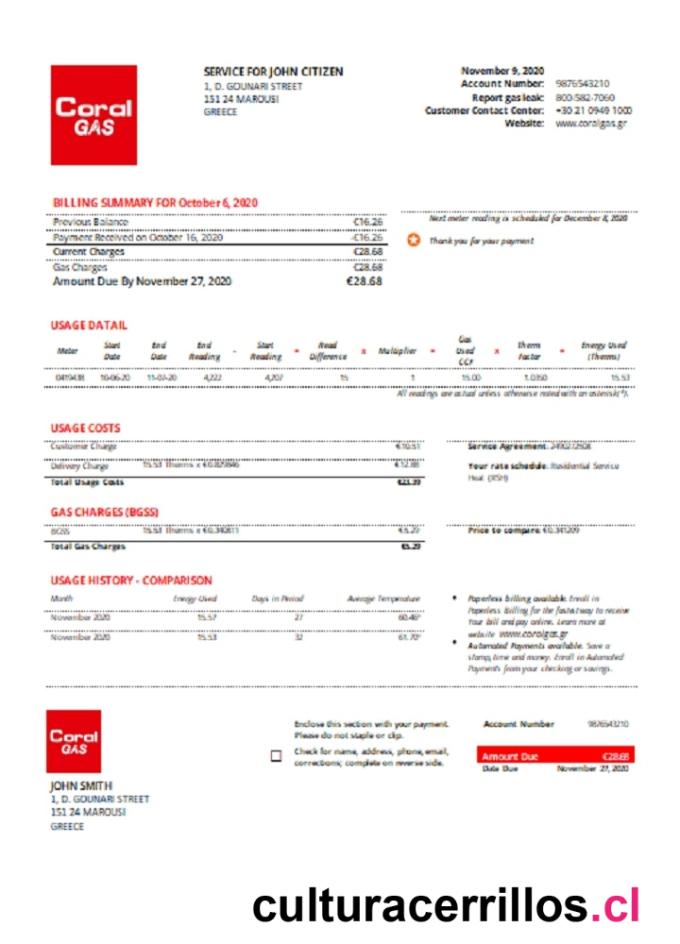 Coral
GAS
SERVICE FOR JOHN CITIZEN
1, D. GOUNARI STREET
151 24 MAROUSI
GREECE
November 9, 2020
Account Number: 9876543210
Report gas leak: 800-582-7060
Customer Contact Center: +30 21 0949 1000
Website: www.coralgas.gr
BILLING SUMMARY FOR October 6, 2020
Previous Balance €16.26
Payment Received on October 16, 2020 -€16.26
Current Charges €28.68
Gas Charges €28.68
Amount Due By November 27, 2020 €28.68
Next meter reading is scheduled for December 8, 2020
Thank you for your payment
USAGE DATAIL
Meter Start Date End Date End Reading - Start Reading = Read Difference x Multiplier = Gas Used CCF x Therm Factor = Energy Used (Therms)
10-06-20 11-07-20 4,222 4,207 15 1 15.00 1.0350 15.53
All readings are actual unless otherwise noted with an asterisk(*).
USAGE COSTS
Customer Charge €10.51
Delivery Charge 15.53 Therms x €0.829846 €12.88
Total Usage Costs €23.39
Service Agreement:
Your rate schedule: Residential Service
Heat (RSH)
GAS CHARGES (BGSS)
BGSS 15.53 Therms x €5.29
Total Gas Charges €5.29
Price to compare
USAGE HISTORY - COMPARISON
Month Energy Used Days in Period Average Temperature
November 2020 15.57 27 60.46°
November 2020 15.53 32 61.70°
• Paperless billing available. Enroll in
Paperless Billing for the fastest way to receive
Your bill and pay online. Learn more at
website www.coralgas.gr
• Automated Payments available. Save a
stamp, time and money. Enroll in Automated
Payments from your checking or savings.
Coral
GAS
JOHN SMITH
1, D. GOUNARI STREET
151 24 MAROUSI
GREECE
Enclose this section with your payment.
Please do not staple or clip.
Check for name, address, phone, email,
corrections; complete on reverse side.
Account Number 9876543210
Amount Due €28.68
Date Due November 27, 2020
culturacerrillos.cl